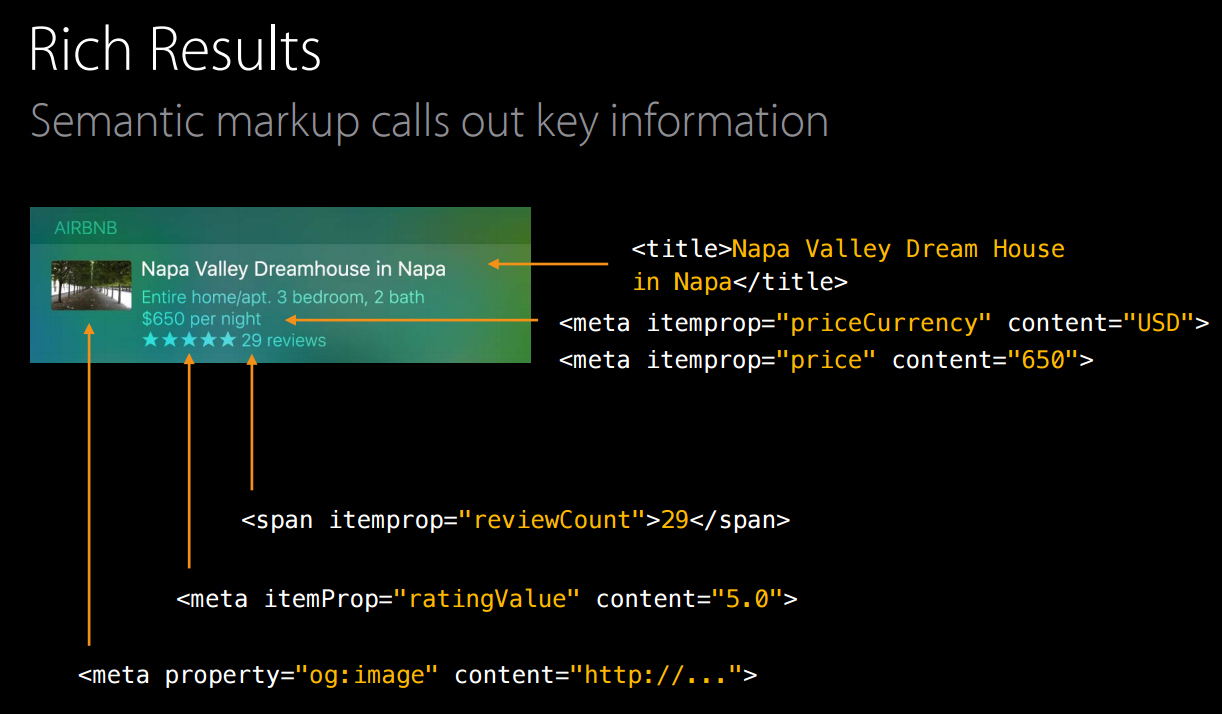 Rich Results
Semantic markup calls out key information
AIRBNB
Napa Valley Dreamhouse in Napa
Entire home/apt. 3 bedroom, 2 bath
$650 per night
★★★★★ 29 reviews
<title>Napa Valley Dream House
in Napa</title>
<meta itemprop="priceCurrency" content="USD">
<meta itemprop="price" content="650">
<span itemprop="reviewCount">29</span>
<meta itemProp="ratingValue" content="5.0">
<meta property="og:image" content="http://...">